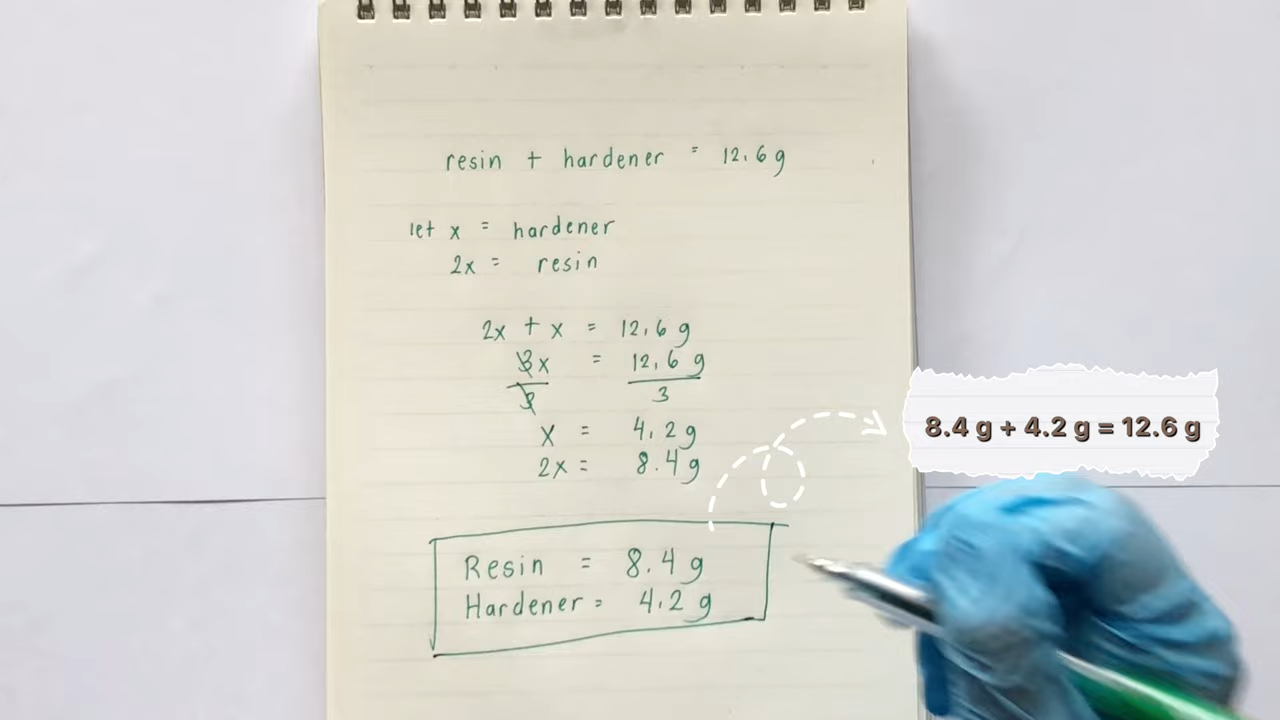 resin + hardener = 12.6 g
let x = hardener
2x = resin
2x + x = 12.6 g
3x = 12.6 g
3 3
x = 4.2 g
2x = 8.4 g
8.4 g + 4.2 g = 12.6 g
Resin = 8.4 g
Hardener = 4.2 g